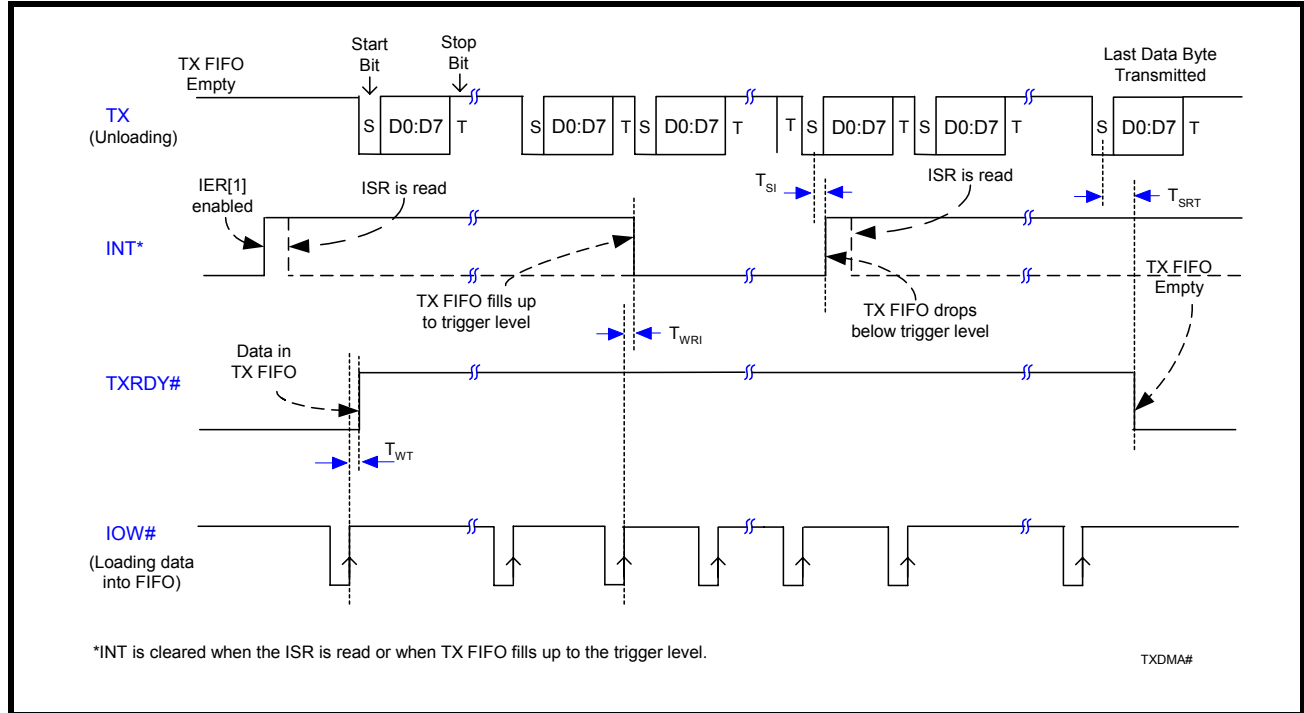 Start
Bit
Stop
Bit
TX FIFO
Empty
Last Data Byte
Transmitted
TX
(Unloading)
S D0:D7 T S D0:D7 T S D0:D7 T T S D0:D7 T S D0:D7 T S D0:D7 T
IER[1]
enabled
ISR is read
TSI
ISR is read
TSRT
INT*
TX FIFO fills up
to trigger level
TX FIFO drops
below trigger level
TX FIFO
Empty
TWRI
Data in
TX FIFO
TXRDY#
TWT
IOW#
(Loading data
into FIFO)
*INT is cleared when the ISR is read or when TX FIFO fills up to the trigger level.
TXDMA#